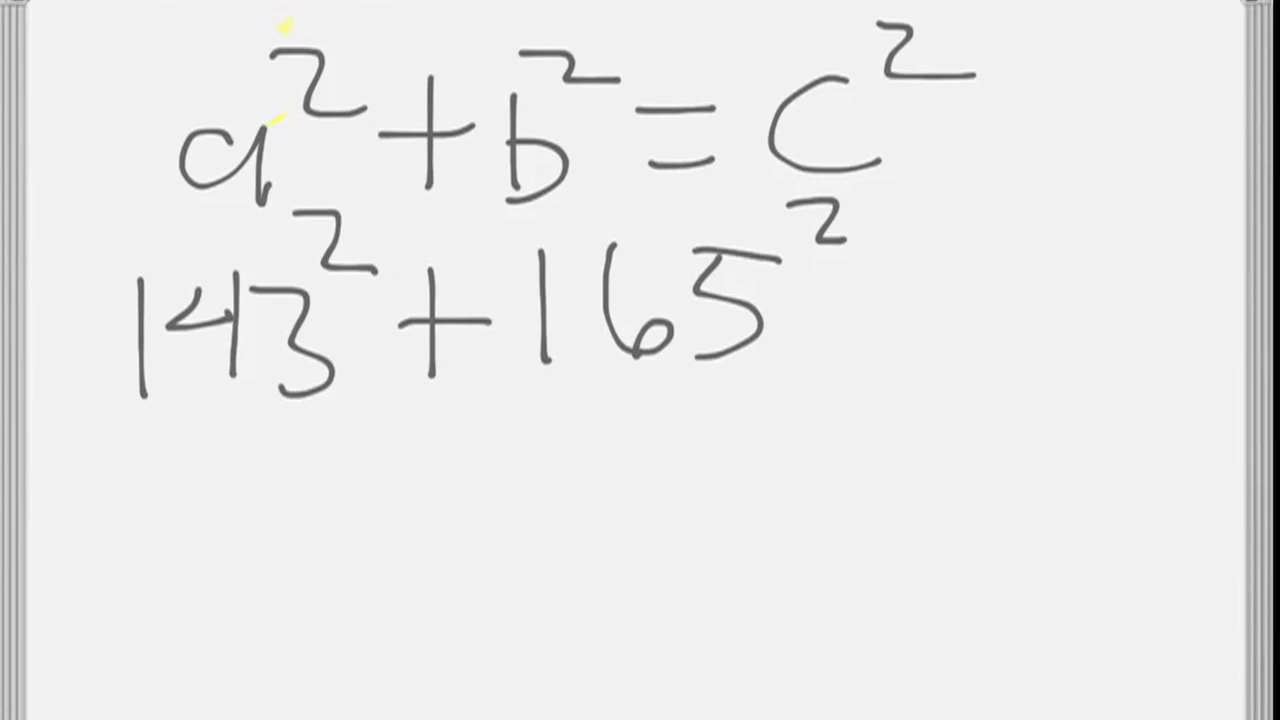 a² + b² = c²
143² + 165²